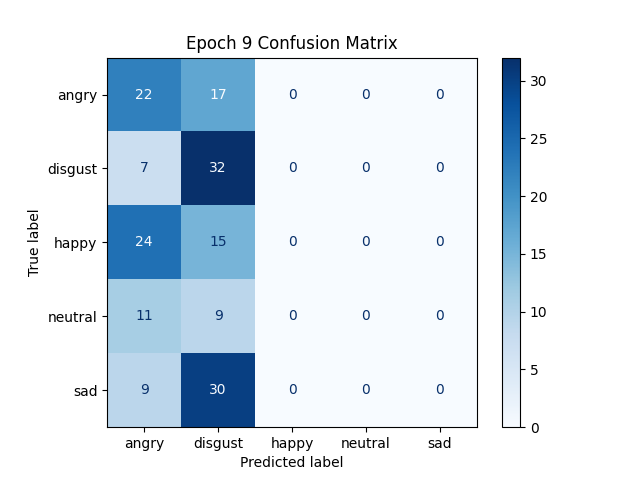 Epoch 9 Confusion Matrix
angry 22 17 0 0 0
disgust 7 32 0 0 0
happy 24 15 0 0 0
neutral 11 9 0 0 0
sad 9 30 0 0 0
angry disgust happy neutral sad
Predicted label
True label
30
25
20
15
10
5
0